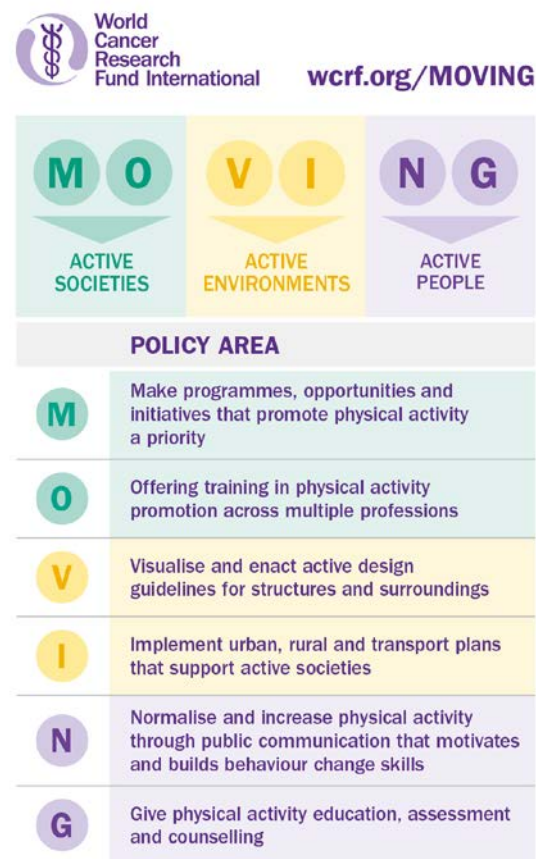 World
Cancer
Research
Fund International
wcrf.org/MOVING
M O V I N G
ACTIVE
SOCIETIES
ACTIVE
ENVIRONMENTS
ACTIVE
PEOPLE
POLICY AREA
M
Make programmes, opportunities and
initiatives that promote physical activity
a priority
O
Offering training in physical activity
promotion across multiple professions
V
Visualise and enact active design
guidelines for structures and surroundings
I
Implement urban, rural and transport plans
that support active societies
N
Normalise and increase physical activity
through public communication that motivates
and builds behaviour change skills
G
Give physical activity education, assessment
and counselling